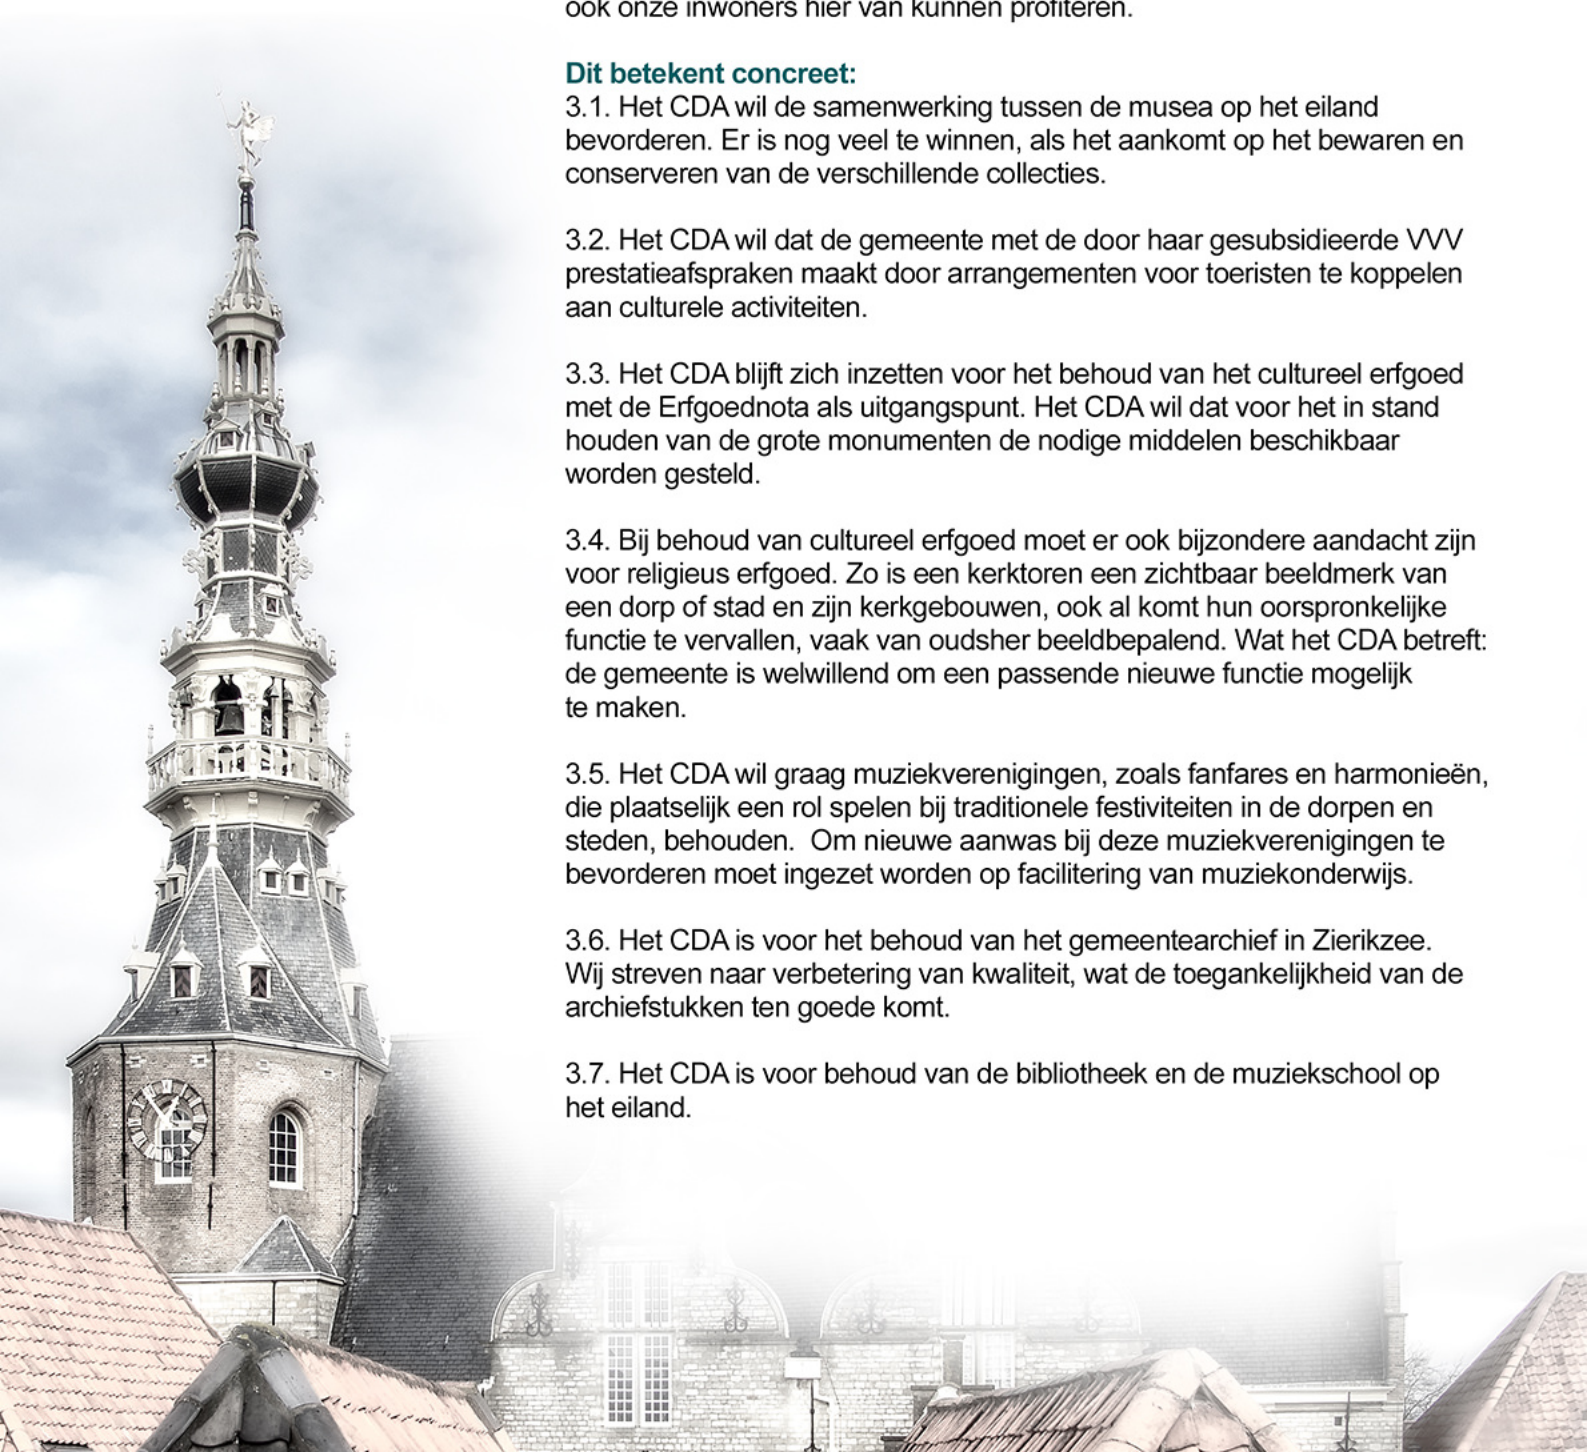 ook onze inwoners hier van kunnen profiteren.
Dit betekent concreet:
3.1. Het CDA wil de samenwerking tussen de musea op het eiland
bevorderen. Er is nog veel te winnen, als het aankomt op het bewaren en
conserveren van de verschillende collecties.
3.2. Het CDA wil dat de gemeente met de door haar gesubsidieerde VVV
prestatieafspraken maakt door arrangementen voor toeristen te koppelen
aan culturele activiteiten.
3.3. Het CDA blijft zich inzetten voor het behoud van het cultureel erfgoed
met de Erfgoednota als uitgangspunt. Het CDA wil dat voor het in stand
houden van de grote monumenten de nodige middelen beschikbaar
worden gesteld.
3.4. Bij behoud van cultureel erfgoed moet er ook bijzondere aandacht zijn
voor religieus erfgoed. Zo is een kerktoren een zichtbaar beeldmerk van
een dorp of stad en zijn kerkgebouwen, ook al komt hun oorspronkelijke
functie te vervallen, vaak van oudsher beeldbepalend. Wat het CDA betreft:
de gemeente is welwillend om een passende nieuwe functie mogelijk
te maken.
3.5. Het CDA wil graag muziekverenigingen, zoals fanfares en harmonieën,
die plaatselijk een rol spelen bij traditionele festiviteiten in de dorpen en
steden, behouden.  Om nieuwe aanwas bij deze muziekverenigingen te
bevorderen moet ingezet worden op facilitering van muziekonderwijs.
3.6. Het CDA is voor het behoud van het gemeentearchief in Zierikzee.
Wij streven naar verbetering van kwaliteit, wat de toegankelijkheid van de
archiefstukken ten goede komt.
3.7. Het CDA is voor behoud van de bibliotheek en de muziekschool op
het eiland.